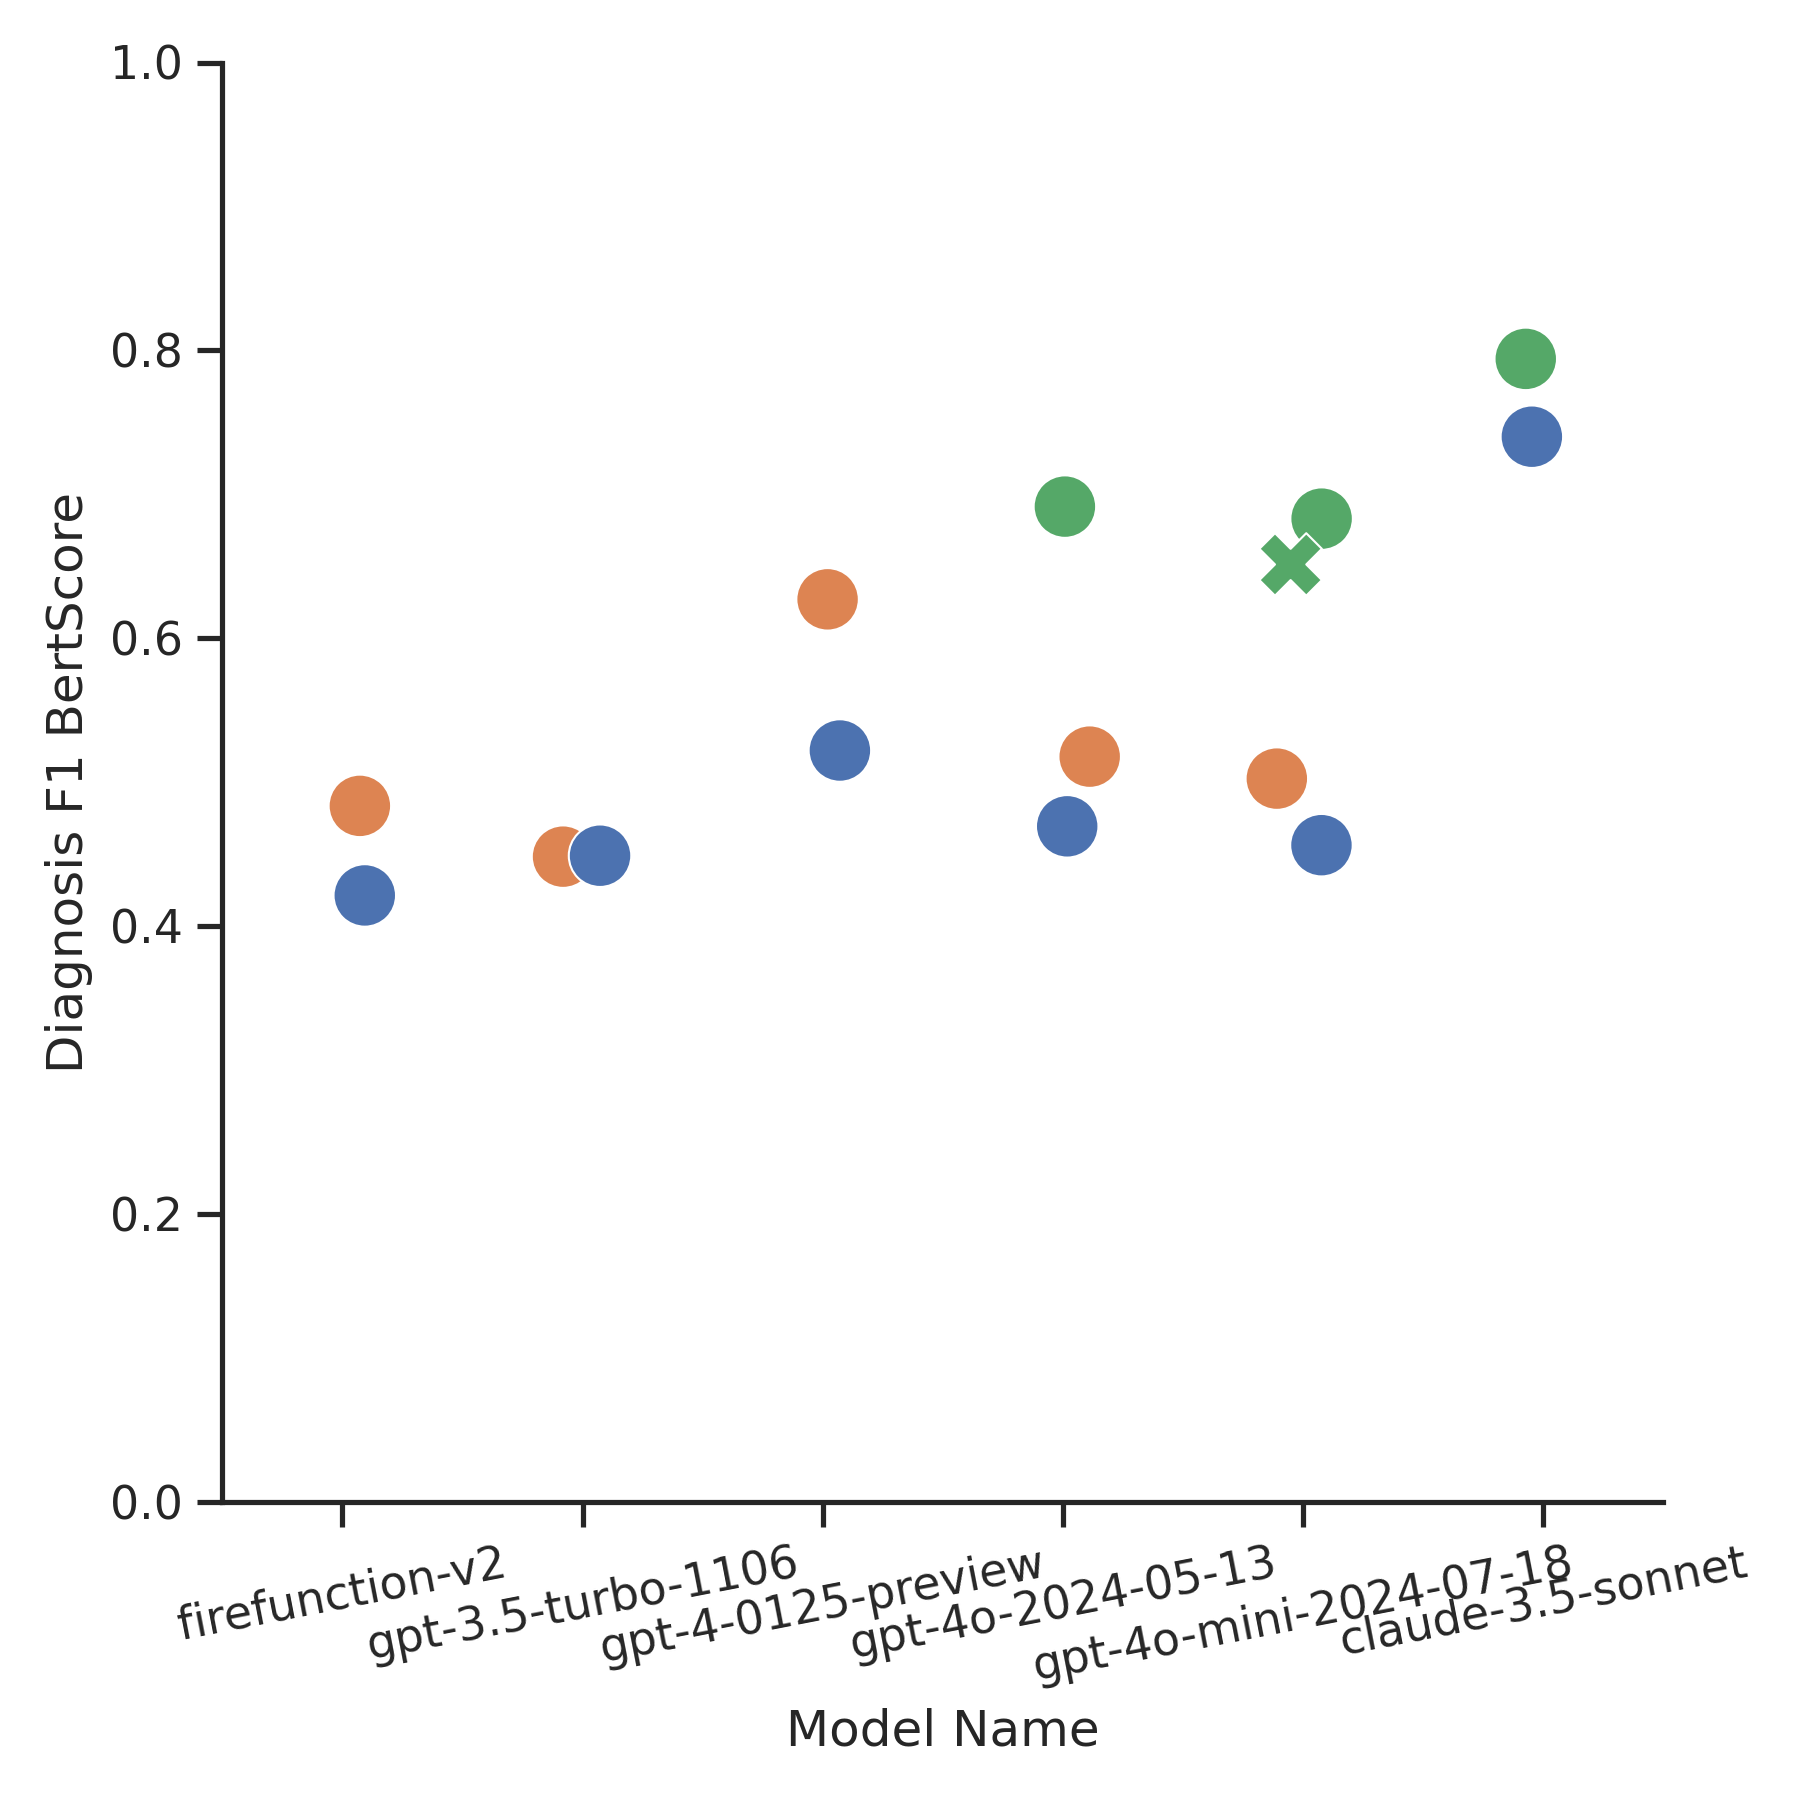 1.0
0.8
0.6
0.4
0.2
0.0
Diagnosis F1 BertScore
firefunction-v2
gpt-3.5-turbo-1106
gpt-4-0125-preview
gpt-4o-2024-05-13
gpt-4o-mini-2024-07-18
claude-3.5-sonnet
Model Name